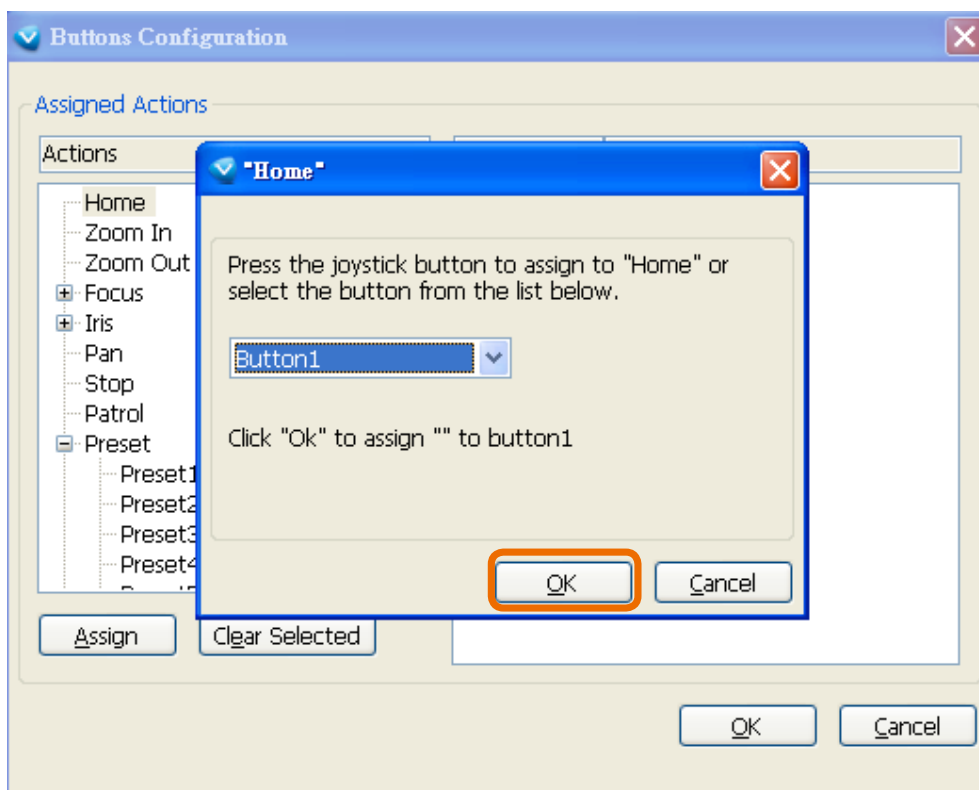 Buttons Configuration
Assigned Actions
Actions
"Home"
Home
Zoom In
Zoom Out
Focus
Iris
Pan
Stop
Patrol
Preset
Preset1
Preset2
Preset3
Preset4
Press the joystick button to assign to "Home" or
select the button from the list below.
Button1
Click "Ok" to assign "" to button1
OK
Cancel
Assign
Clear Selected
OK
Cancel